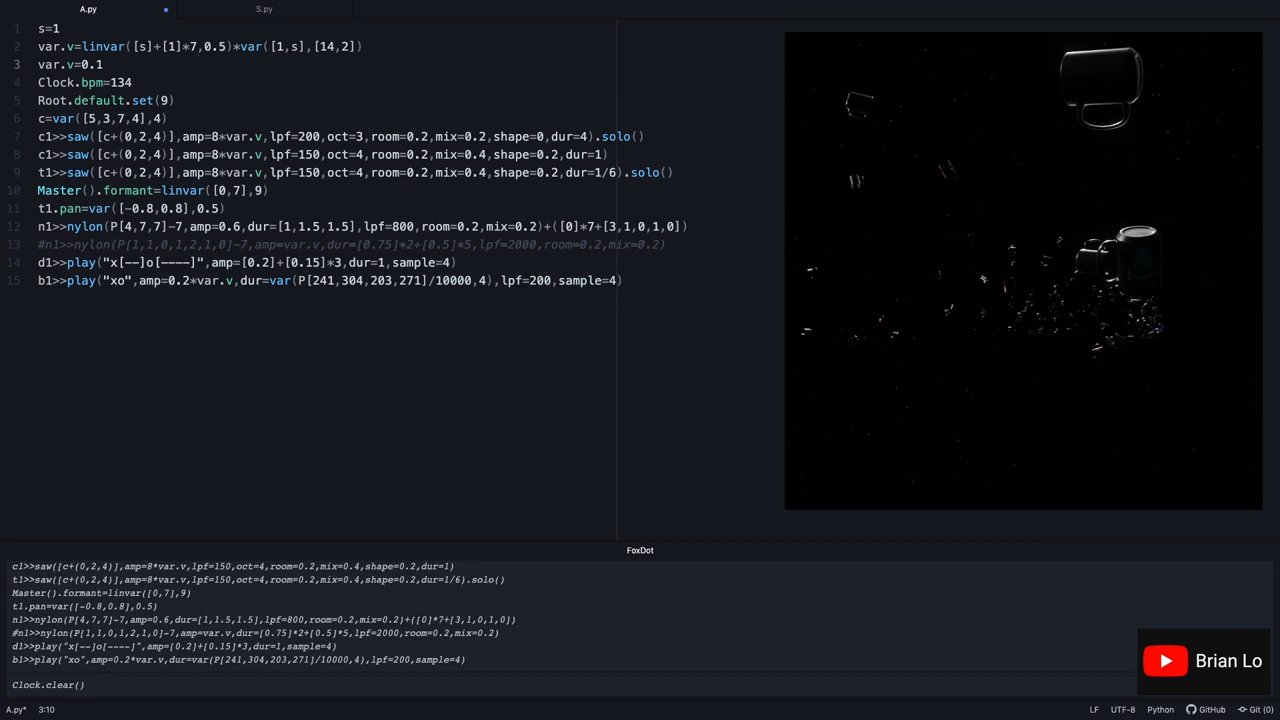 A.py
S.py
1 s=1
2 var.v=linvar([s]+[1]*7,0.5)*var([1,s],[14,2])
3 var.v=0.1
4 Clock.bpm=134
5 Root.default.set(9)
6 c=var([5,3,7,4],4)
7 c1>>saw([c+(0,2,4)],amp=8*var.v,lpf=200,oct=3,room=0.2,mix=0.2,shape=0,dur=4).solo()
8 c1>>saw([c+(0,2,4)],amp=8*var.v,lpf=150,oct=4,room=0.2,mix=0.4,shape=0.2,dur=1)
9 t1>>saw([c+(0,2,4)],amp=8*var.v,lpf=150,oct=4,room=0.2,mix=0.4,shape=0.2,dur=1/6).solo()
10 Master().formant=linvar([0,7],9)
11 t1.pan=var([-0.8,0.8],0.5)
12 n1>>nylon(P[4,7,7]-7,amp=0.6,dur=[1,1.5,1.5],lpf=800,room=0.2,mix=0.2)+([0]*7+[3,1,0,1,0])
13 #n1>>nylon(P[1,1,0,1,2,1,0]-7,amp=var.v,dur=[0.75]*2+[0.5]*5,lpf=2000,room=0.2,mix=0.2)
14 d1>>play("x[--]o[----]",amp=[0.2]+[0.15]*3,dur=1,sample=4)
15 b1>>play("xo",amp=0.2*var.v,dur=var(P[241,304,203,271]/10000,4),lpf=200,sample=4)
FoxDot
c1>>saw([c+(0,2,4)],amp=8*var.v,lpf=150,oct=4,room=0.2,mix=0.4,shape=0.2,dur=1)
t1>>saw([c+(0,2,4)],amp=8*var.v,lpf=150,oct=4,room=0.2,mix=0.4,shape=0.2,dur=1/6).solo()
Master().formant=linvar([0,7],9)
t1.pan=var([-0.8,0.8],0.5)
n1>>nylon(P[4,7,7]-7,amp=0.6,dur=[1,1.5,1.5],lpf=800,room=0.2,mix=0.2)+([0]*7+[3,1,0,1,0])
#n1>>nylon(P[1,1,0,1,2,1,0]-7,amp=var.v,dur=[0.75]*2+[0.5]*5,lpf=2000,room=0.2,mix=0.2)
d1>>play("x[--]o[----]",amp=[0.2]+[0.15]*3,dur=1,sample=4)
b1>>play("xo",amp=0.2*var.v,dur=var(P[241,304,203,271]/10000,4),lpf=200,sample=4)
Clock.clear()
Brian Lo
A.py* 3:10 LF UTF-8 Python GitHub Git (0)